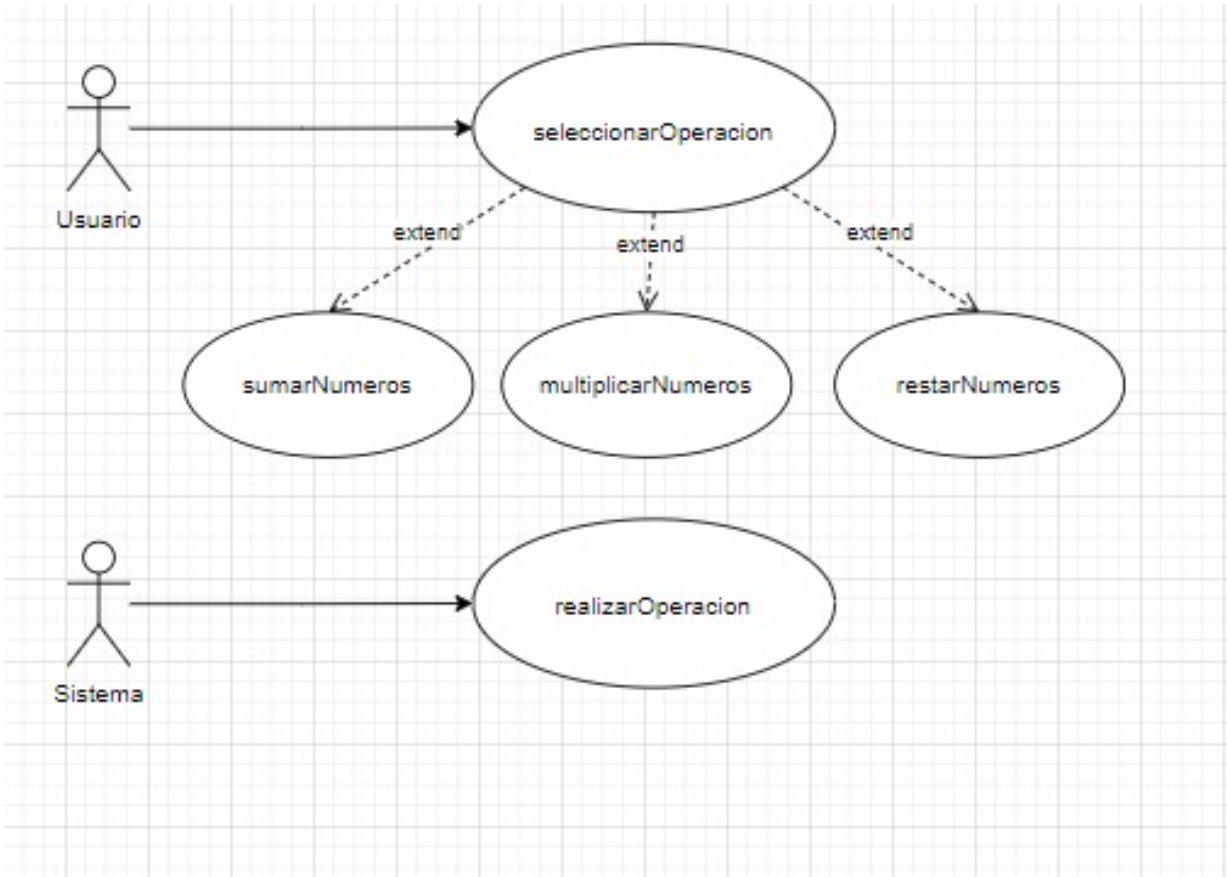 seleccionarOperacion
Usuario
extend
extend
extend
sumarNumeros
multiplicarNumeros
restarNumeros
realizarOperacion
Sistema